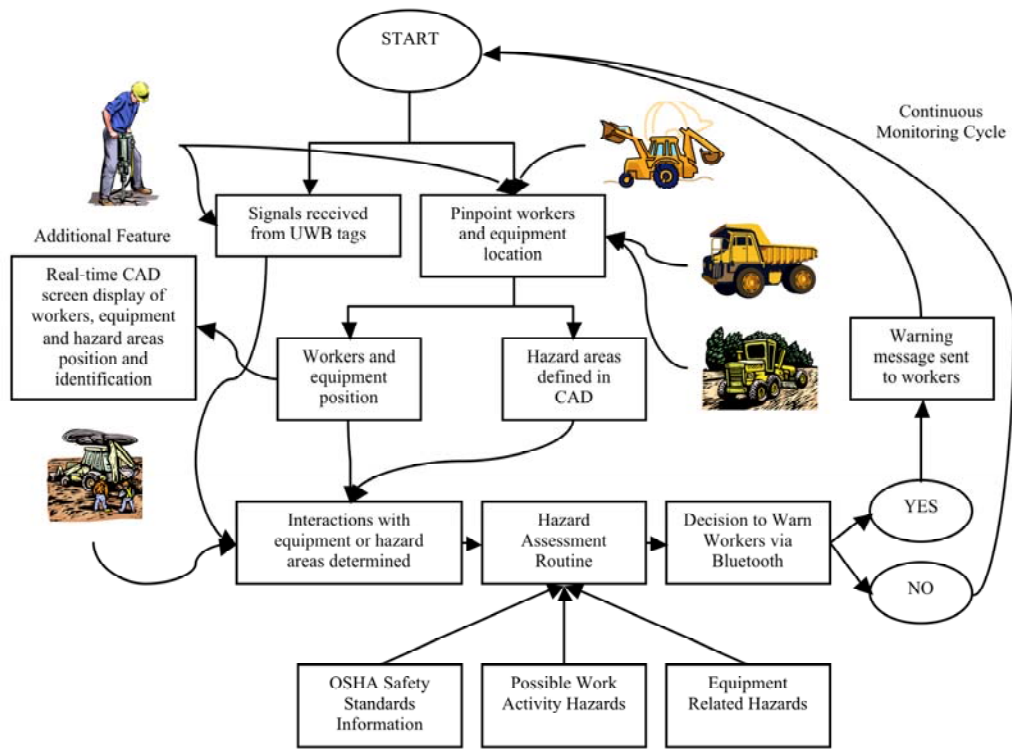 START
Continuous
Monitoring Cycle
Signals received
from UWB tags
Pinpoint workers
and equipment
location
Additional Feature
Real-time CAD
screen display of
workers, equipment
and hazard areas
position and
identification
Workers and
equipment
position
Hazard areas
defined in
CAD
Warning
message sent
to workers
Interactions with
equipment or hazard
areas determined
Hazard
Assessment
Routine
Decision to Warn
Workers via
Bluetooth
YES
NO
OSHA Safety
Standards
Information
Possible Work
Activity Hazards
Equipment
Related Hazards